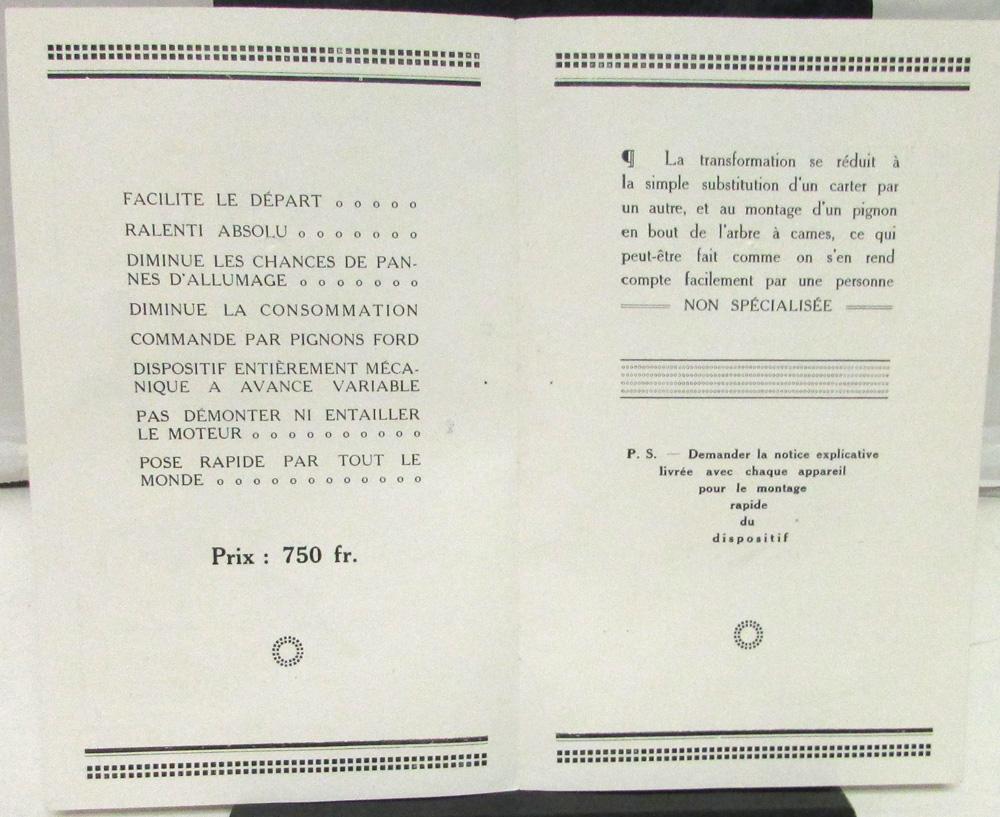 FACILITE LE DÉPART o o o o o
RALENTI ABSOLU o o o o o o o
DIMINUE LES CHANCES DE PAN-
NES D'ALLUMAGE o o o o o o o
DIMINUE LA CONSOMMATION
COMMANDE PAR PIGNONS FORD
DISPOSITIF ENTIÈREMENT MÉCA-
NIQUE A AVANCE VARIABLE
PAS DÉMONTER NI ENTAILLER
LE MOTEUR o o o o o o o o o o
POSE RAPIDE PAR TOUT LE
MONDE o o o o o o o o o o o o
Prix : 750 fr.
¶ La transformation se réduit à
la simple substitution d'un carter par
un autre, et au montage d'un pignon
en bout de l'arbre à cames, ce qui
peut-être fait comme on s'en rend
compte facilement par une personne
NON SPÉCIALISÉE
P. S. — Demander la notice explicative
livrée avec chaque appareil
pour le montage
rapide
du
dispositif